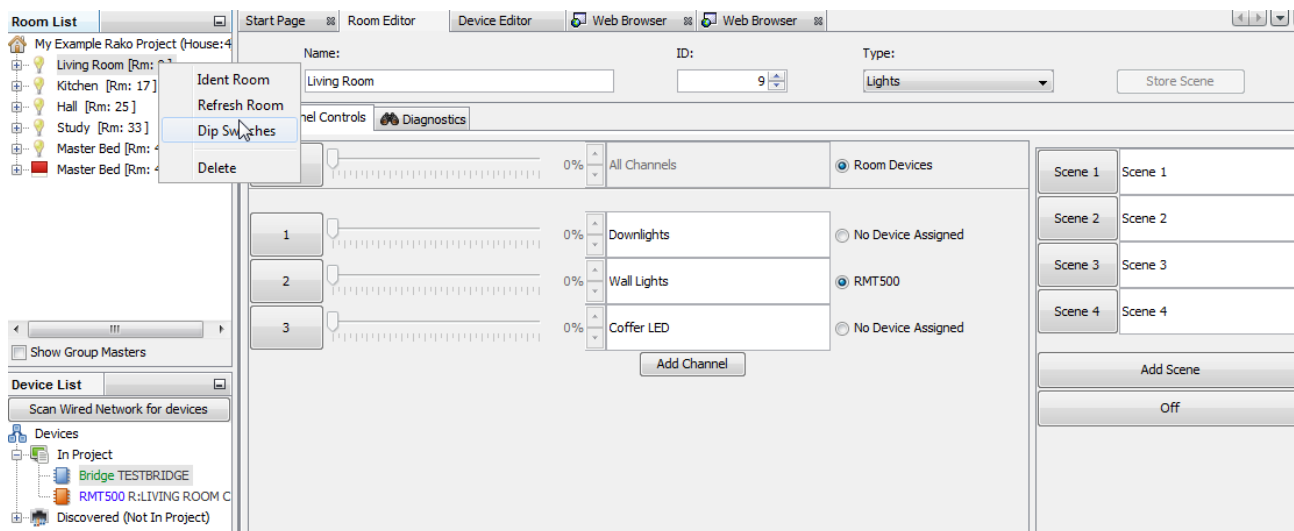 Room List
Start Page
Room Editor
Device Editor
Web Browser
Web Browser
My Example Rako Project (House:4
Living Room [Rm: 9]
Kitchen [Rm: 17]
Hall [Rm: 25]
Study [Rm: 33]
Master Bed [Rm: 4
Master Bed [Rm: 4
Ident Room
Refresh Room
Dip Switches
Delete
Name:
ID:
Type:
Living Room
9
Lights
Store Scene
nel Controls
Diagnostics
0%
All Channels
Room Devices
1
0%
Downlights
No Device Assigned
2
0%
Wall Lights
RMT500
3
0%
Coffer LED
No Device Assigned
Add Channel
Scene 1
Scene 1
Scene 2
Scene 2
Scene 3
Scene 3
Scene 4
Scene 4
Add Scene
Off
Show Group Masters
Device List
Scan Wired Network for devices
Devices
In Project
Bridge TESTBRIDGE
RMT500 R:LIVING ROOM C
Discovered (Not In Project)